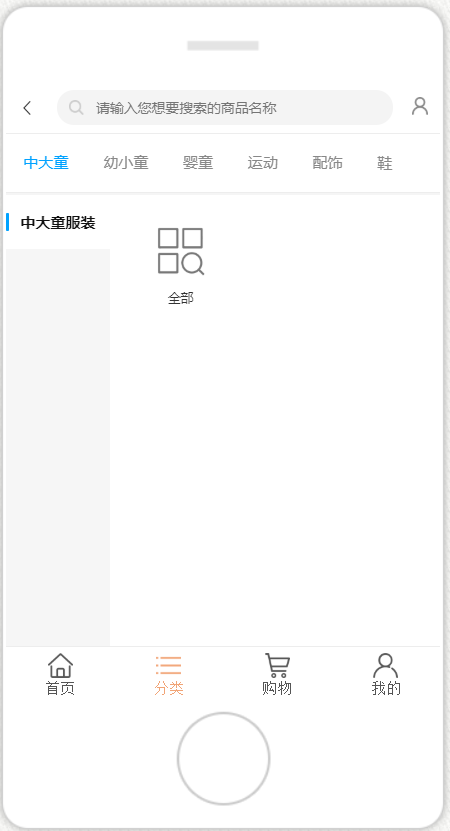 请输入您想要搜索的商品名称
中大童 幼小童 婴童 运动 配饰 鞋
中大童服装
全部
首页 分类 购物 我的